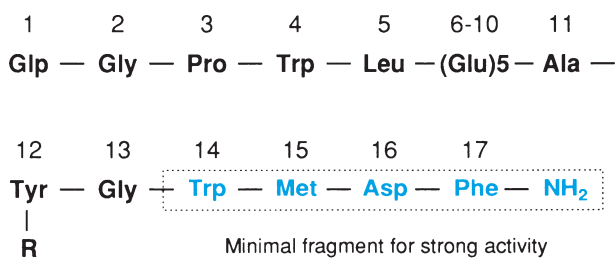 1 2 3 4 5 6-10 11
Glp — Gly — Pro — Trp — Leu — (Glu)5 — Ala —
12 13 14 15 16 17
Tyr — Gly — Trp — Met — Asp — Phe — NH₂
R
Minimal fragment for strong activity